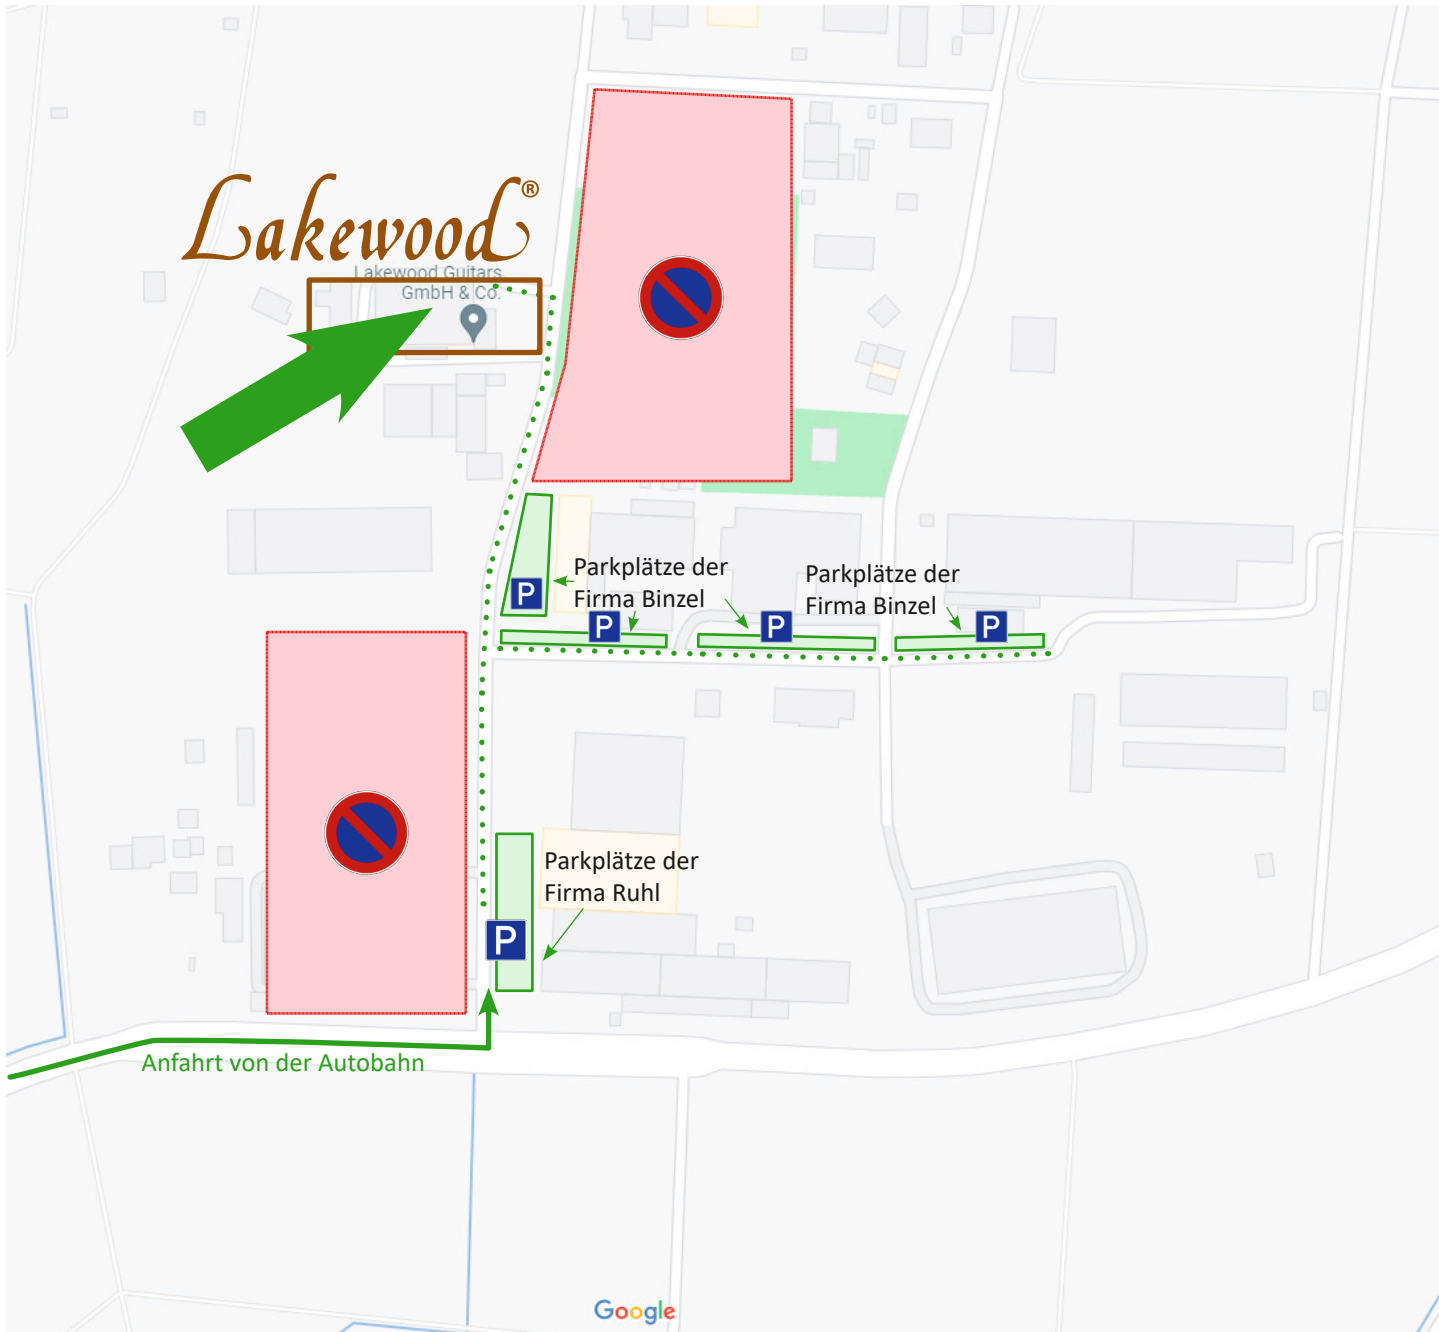 Lakewood®
Lakewood Guitars
GmbH & Co.
Parkplätze der
Firma Binzel
Parkplätze der
Firma Binzel
P
P
P
P
Parkplätze der
Firma Ruhl
P
Anfahrt von der Autobahn
Google